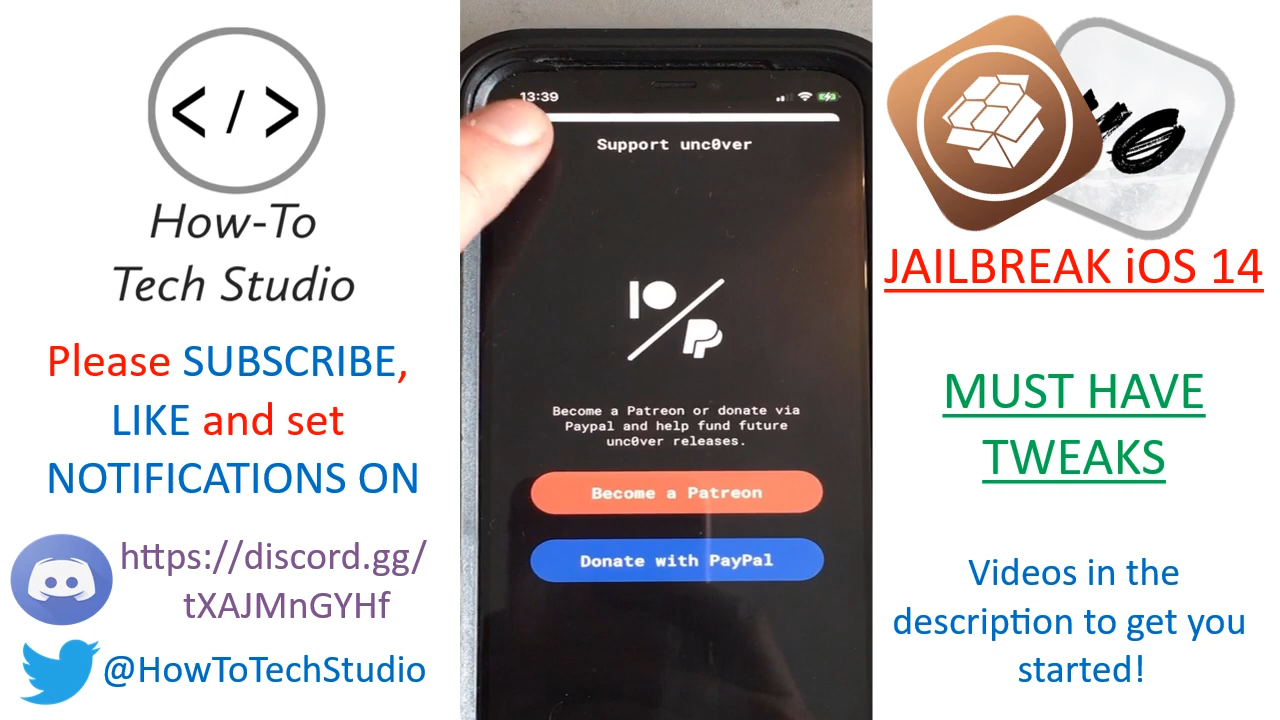 </>
How-To
Tech Studio
Please SUBSCRIBE,
LIKE and set
NOTIFICATIONS ON
https://discord.gg/
tXAJMnGYHf
@HowToTechStudio
13:39
Support unc0ver
Become a Patreon or donate via
Paypal and help fund future
unc0ver releases.
Become a Patreon
Donate with PayPal
JAILBREAK iOS 14
MUST HAVE
TWEAKS
Videos in the
description to get you
started!